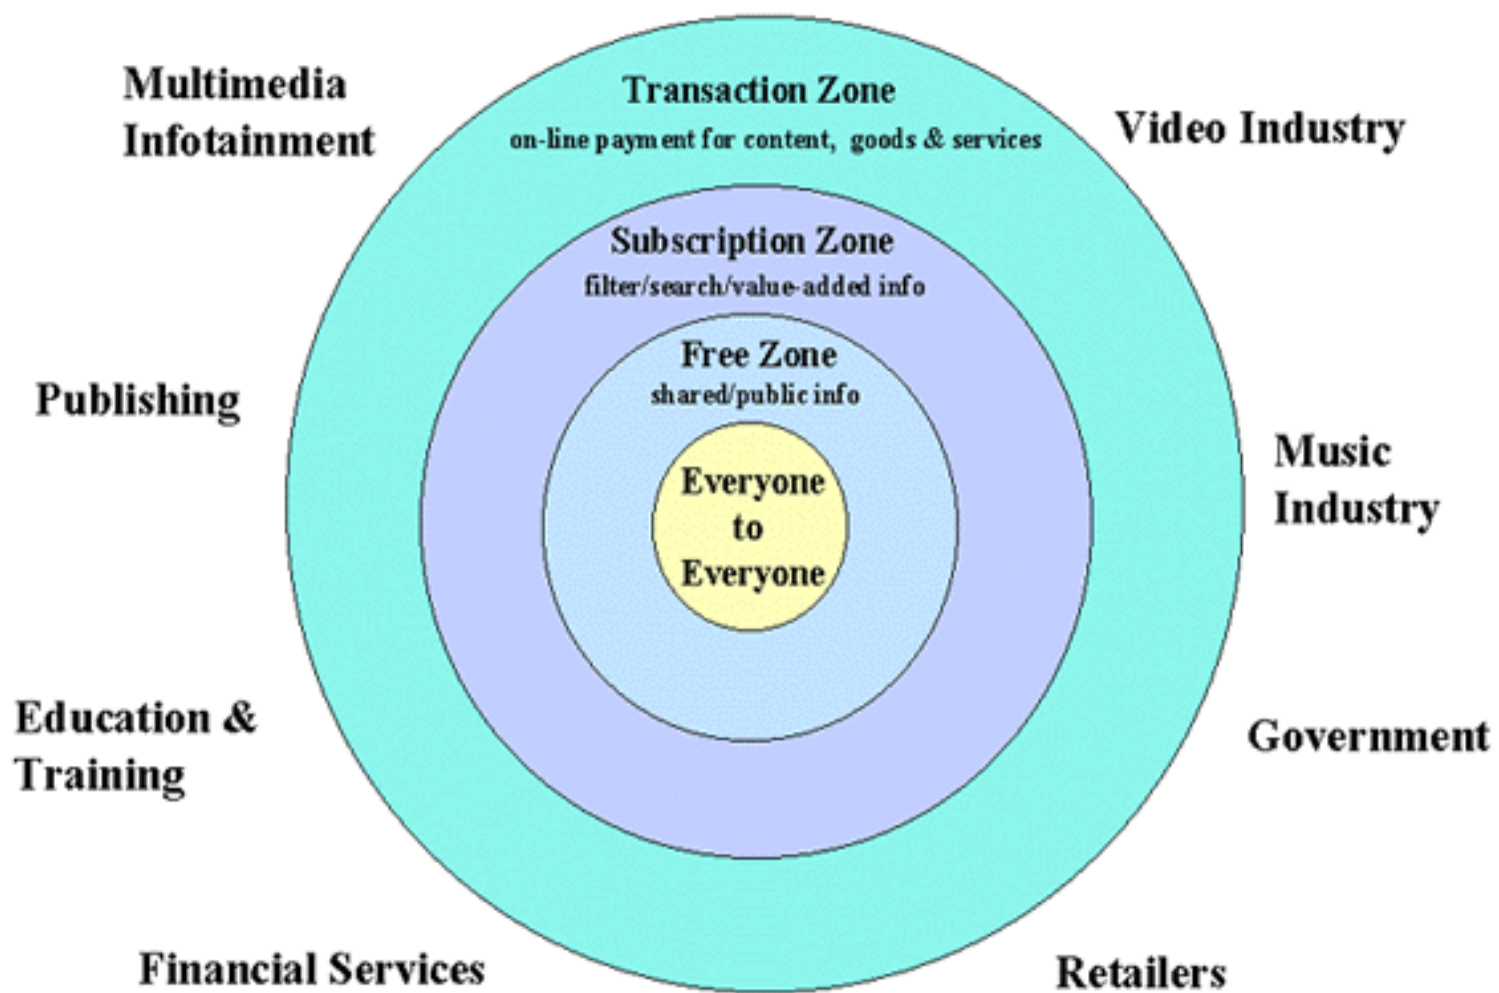 Multimedia
Infotainment
Transaction Zone
on-line payment for content, goods & services
Video Industry
Subscription Zone
filter/search/value-added info
Free Zone
shared/public info
Publishing
Everyone
to
Everyone
Music
Industry
Education &
Training
Government
Financial Services
Retailers